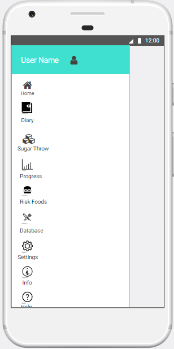 12:00
User Name
Home
Diary
Sugar Throw
Progress
Risk Foods
Database
Settings
Info